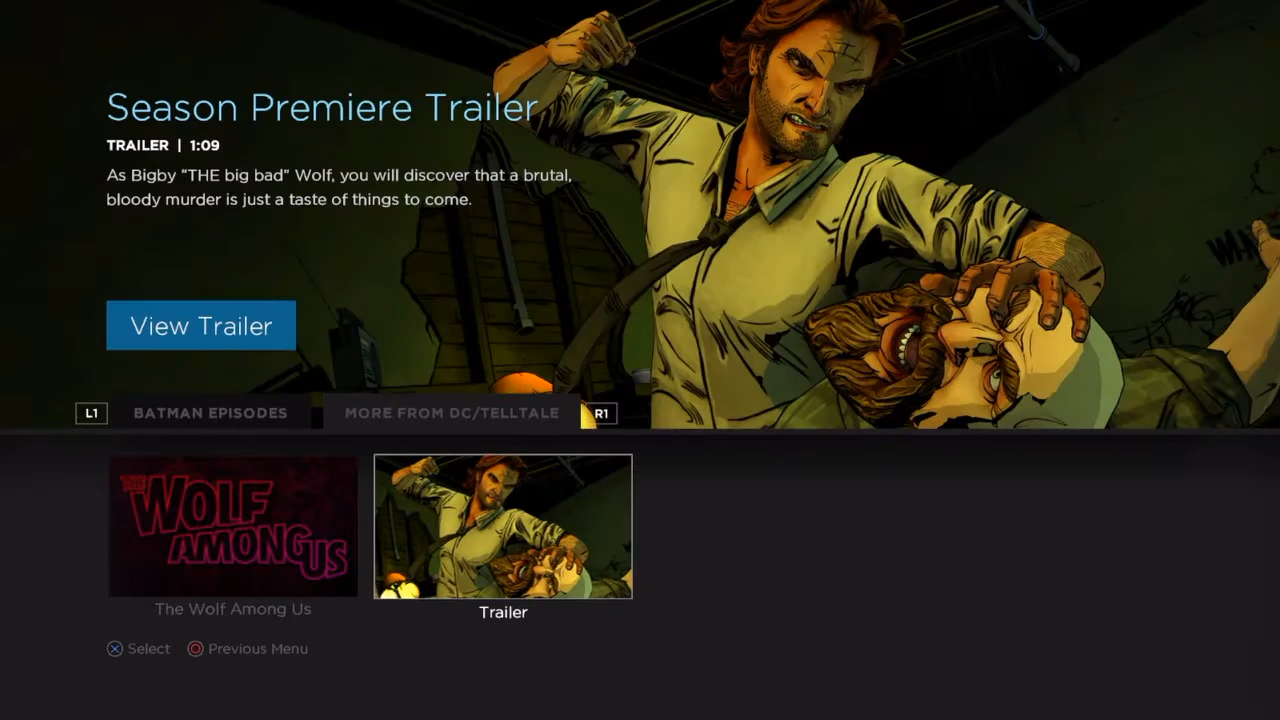 Season Premiere Trailer
TRAILER | 1:09
As Bigby "THE big bad" Wolf, you will discover that a brutal,
bloody murder is just a taste of things to come.
View Trailer
L1 BATMAN EPISODES MORE FROM DC/TELLTALE R1
THE
WOLF
AMONG
US
The Wolf Among Us
Trailer
Select Previous Menu